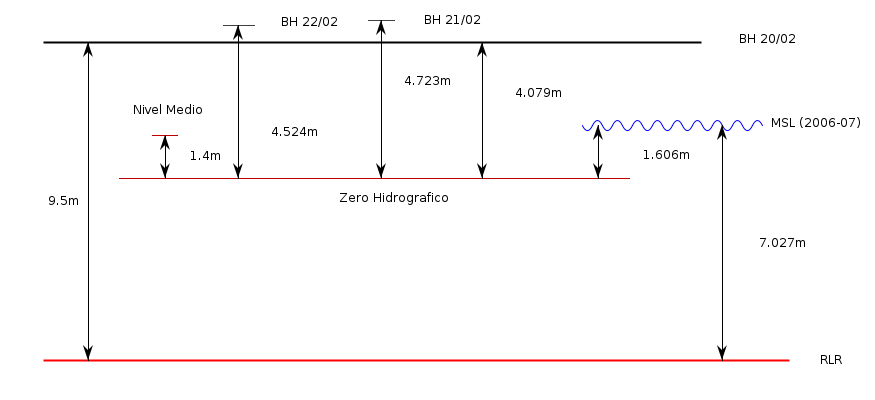 BH 22/02
BH 21/02
BH 20/02
4.723m
4.079m
Nivel Medio
MSL (2006-07)
4.524m
1.4m
1.606m
Zero Hidrografico
9.5m
7.027m
RLR